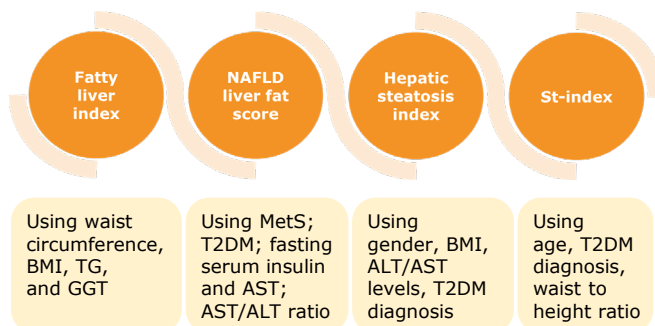 Fatty
liver
index
NAFLD
liver fat
score
Hepatic
steatosis
index
St-index
Using waist
circumference,
BMI, TG,
and GGT
Using MetS;
T2DM; fasting
serum insulin
and AST;
AST/ALT ratio
Using
gender, BMI,
ALT/AST
levels, T2DM
diagnosis
Using
age, T2DM
diagnosis,
waist to
height ratio